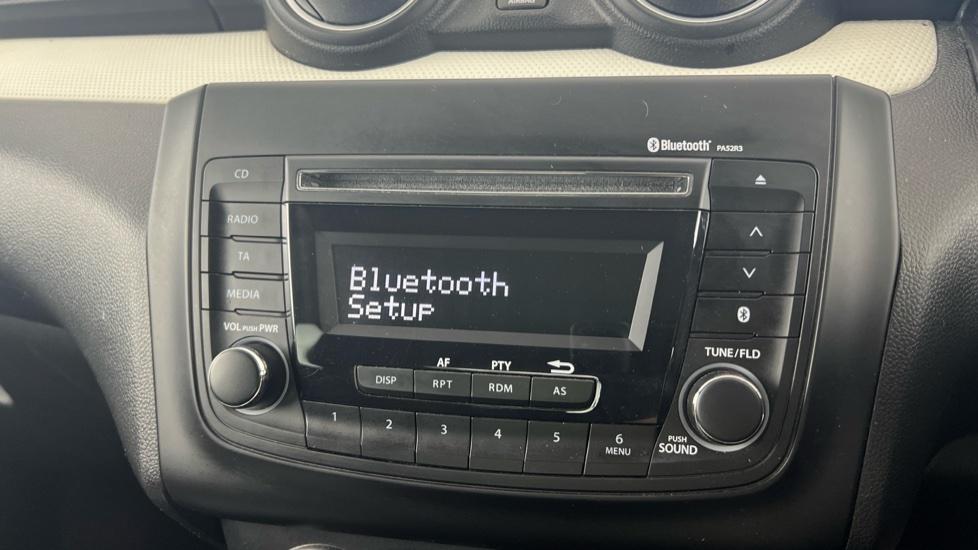 AIRBAG
Bluetooth® PA52R3
CD
RADIO
TA
MEDIA
VOL PUSH PWR
Bluetooth
Setup
AF PTY
DISP RPT RDM AS
1 2 3 4 5 6
MENU
TUNE/FLD
PUSH
SOUND